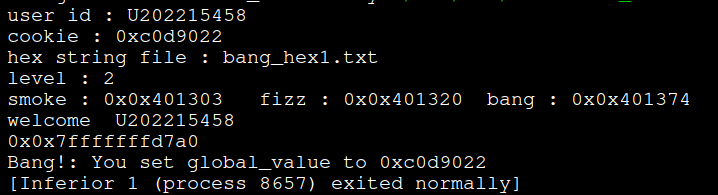 user id : U202215458
cookie : 0xc0d9022
hex string file : bang_hex1.txt
level : 2
smoke : 0x0x401303   fizz : 0x0x401320  bang : 0x0x401374
welcome  U202215458
0x0x7fffffffd7a0
Bang!: You set global_value to 0xc0d9022
[Inferior 1 (process 8657) exited normally]